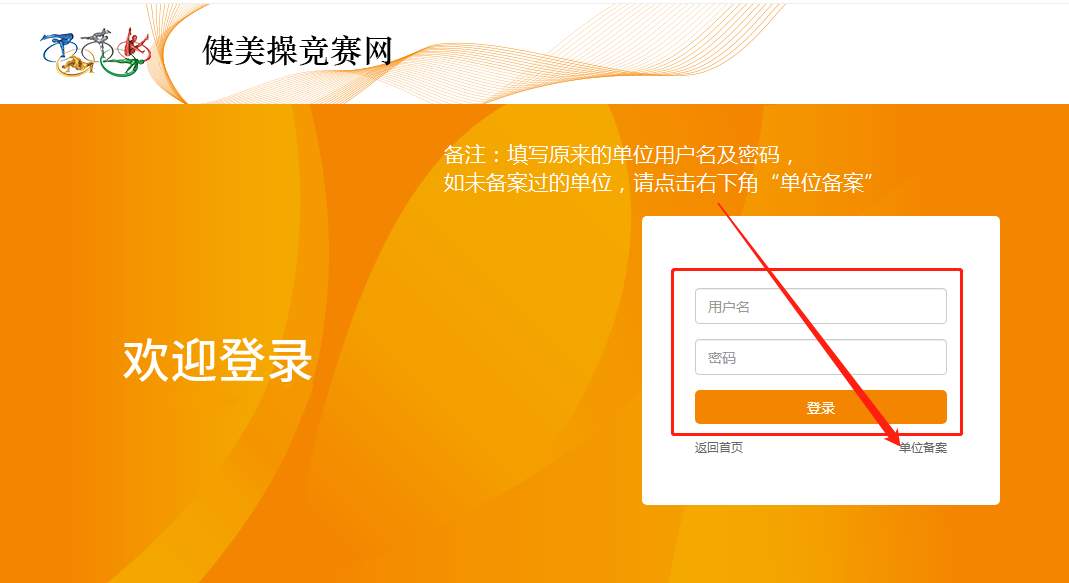 健美操竞赛网
备注：填写原来的单位用户名及密码，
如未备案过的单位，请点击右下角“单位备案”
欢迎登录
用户名
密码
登录
返回首页
单位备案